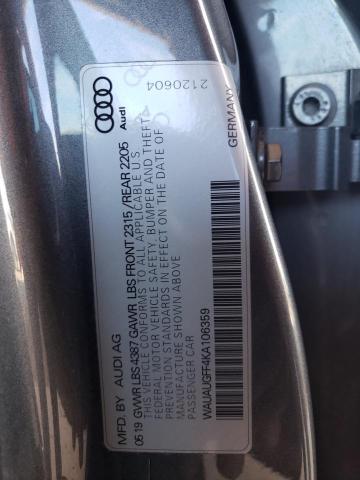 MFD. BY AUDI AG
05 19 GVWR LBS 4387 GAWR LBS FRONT 2315 /REAR 2205
THIS VEHICLE CONFORMS TO ALL APPLICABLE U S
FEDERAL MOTOR VEHICLE SAFETY, BUMPER AND THEFT
PREVENTION STANDARDS IN EFFECT ON THE DATE OF
MANUFACTURE SHOWN ABOVE
PASSENGER CAR
WAUAUGFF4KA106359
Audi
GERMANY
2120604